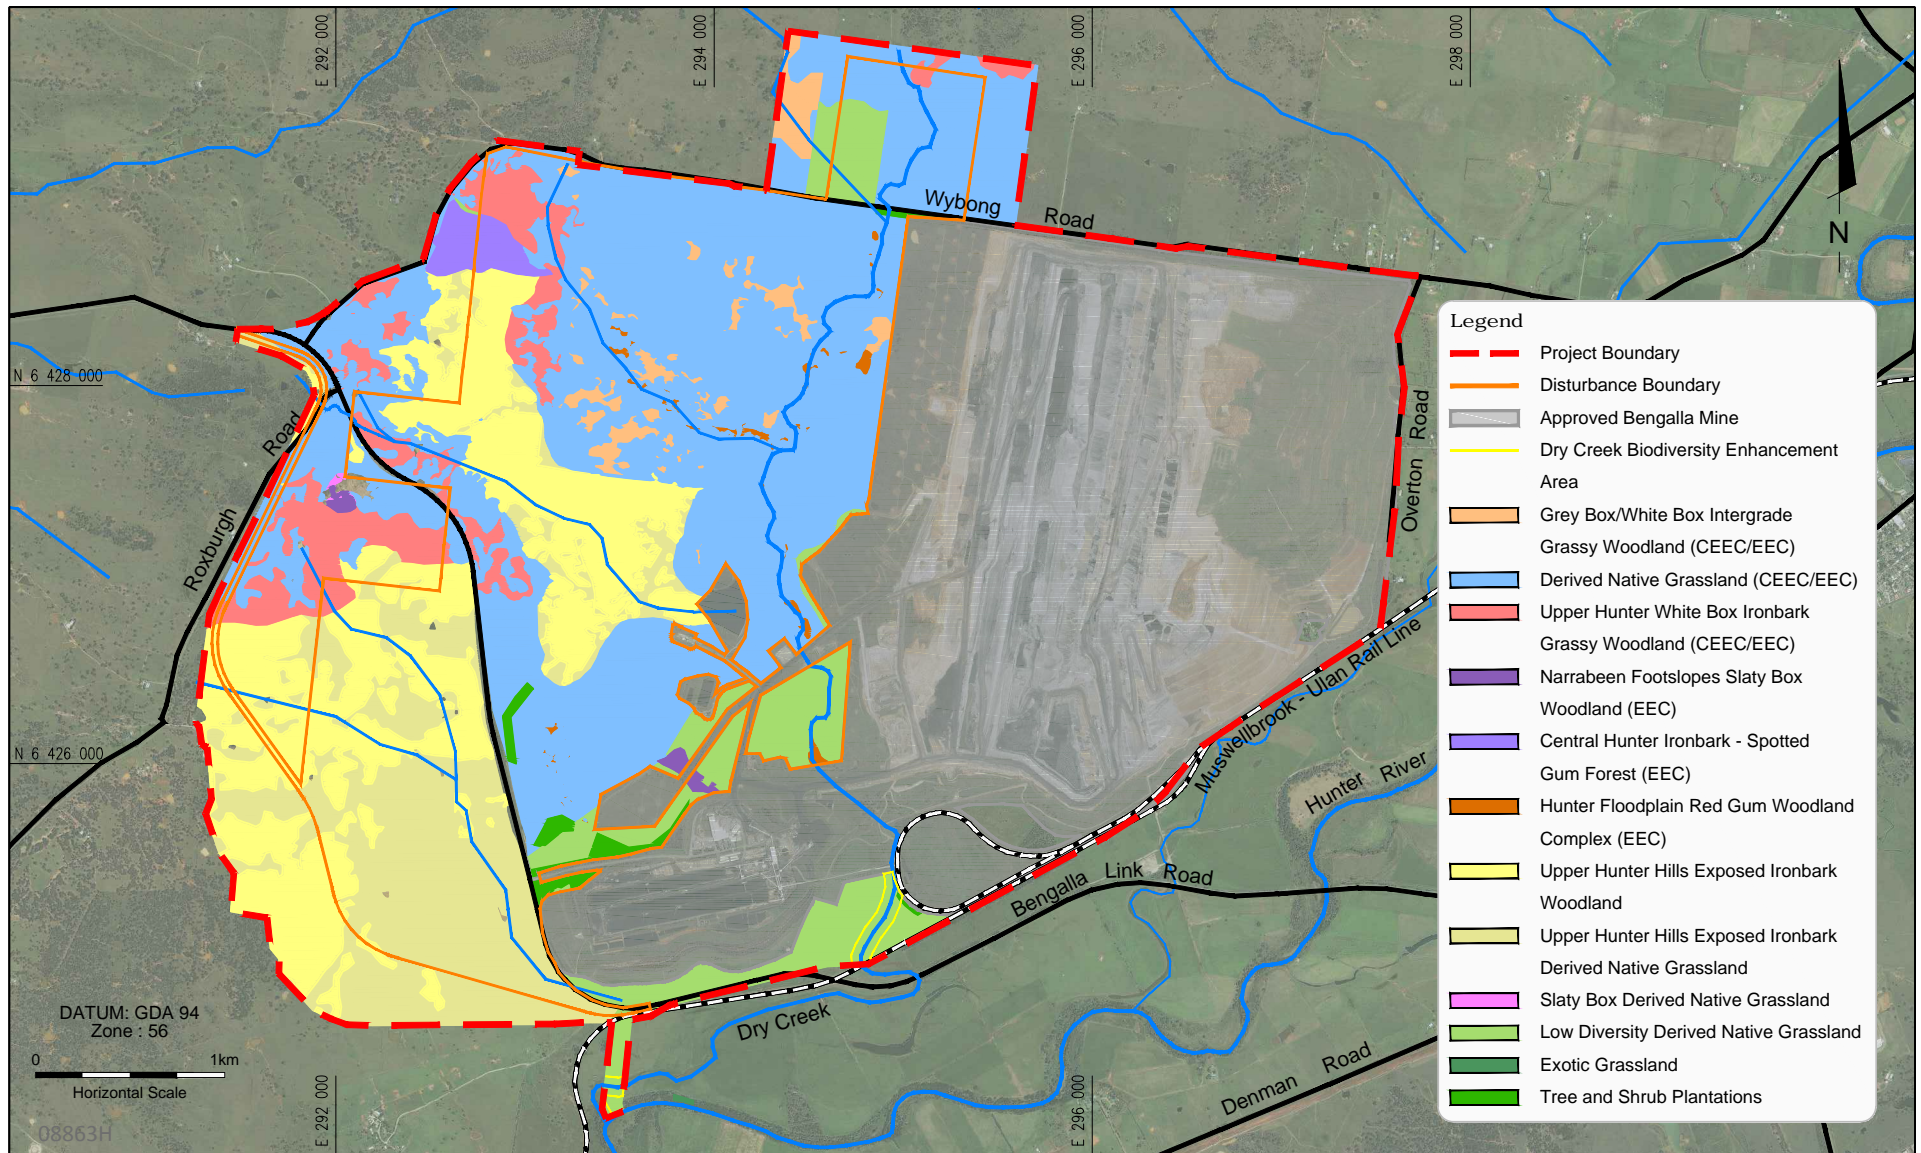 E 292 000
E 294 000
E 296 000
E 298 000
Wybong Road
N
N 6 428 000
Road
Roxburgh
Overton Road
N 6 426 000
Muswellbrook - Ulan Rail Line
Hunter River
Bengalla Link Road
Dry Creek
Denman Road
DATUM: GDA 94
Zone : 56
0 1km
Horizontal Scale
08863H
E 292 000
E 296 000
Legend
Project Boundary
Disturbance Boundary
Approved Bengalla Mine
Dry Creek Biodiversity Enhancement
Area
Grey Box/White Box Intergrade
Grassy Woodland (CEEC/EEC)
Derived Native Grassland (CEEC/EEC)
Upper Hunter White Box Ironbark
Grassy Woodland (CEEC/EEC)
Narrabeen Footslopes Slaty Box
Woodland (EEC)
Central Hunter Ironbark - Spotted
Gum Forest (EEC)
Hunter Floodplain Red Gum Woodland
Complex (EEC)
Upper Hunter Hills Exposed Ironbark
Woodland
Upper Hunter Hills Exposed Ironbark
Derived Native Grassland
Slaty Box Derived Native Grassland
Low Diversity Derived Native Grassland
Exotic Grassland
Tree and Shrub Plantations